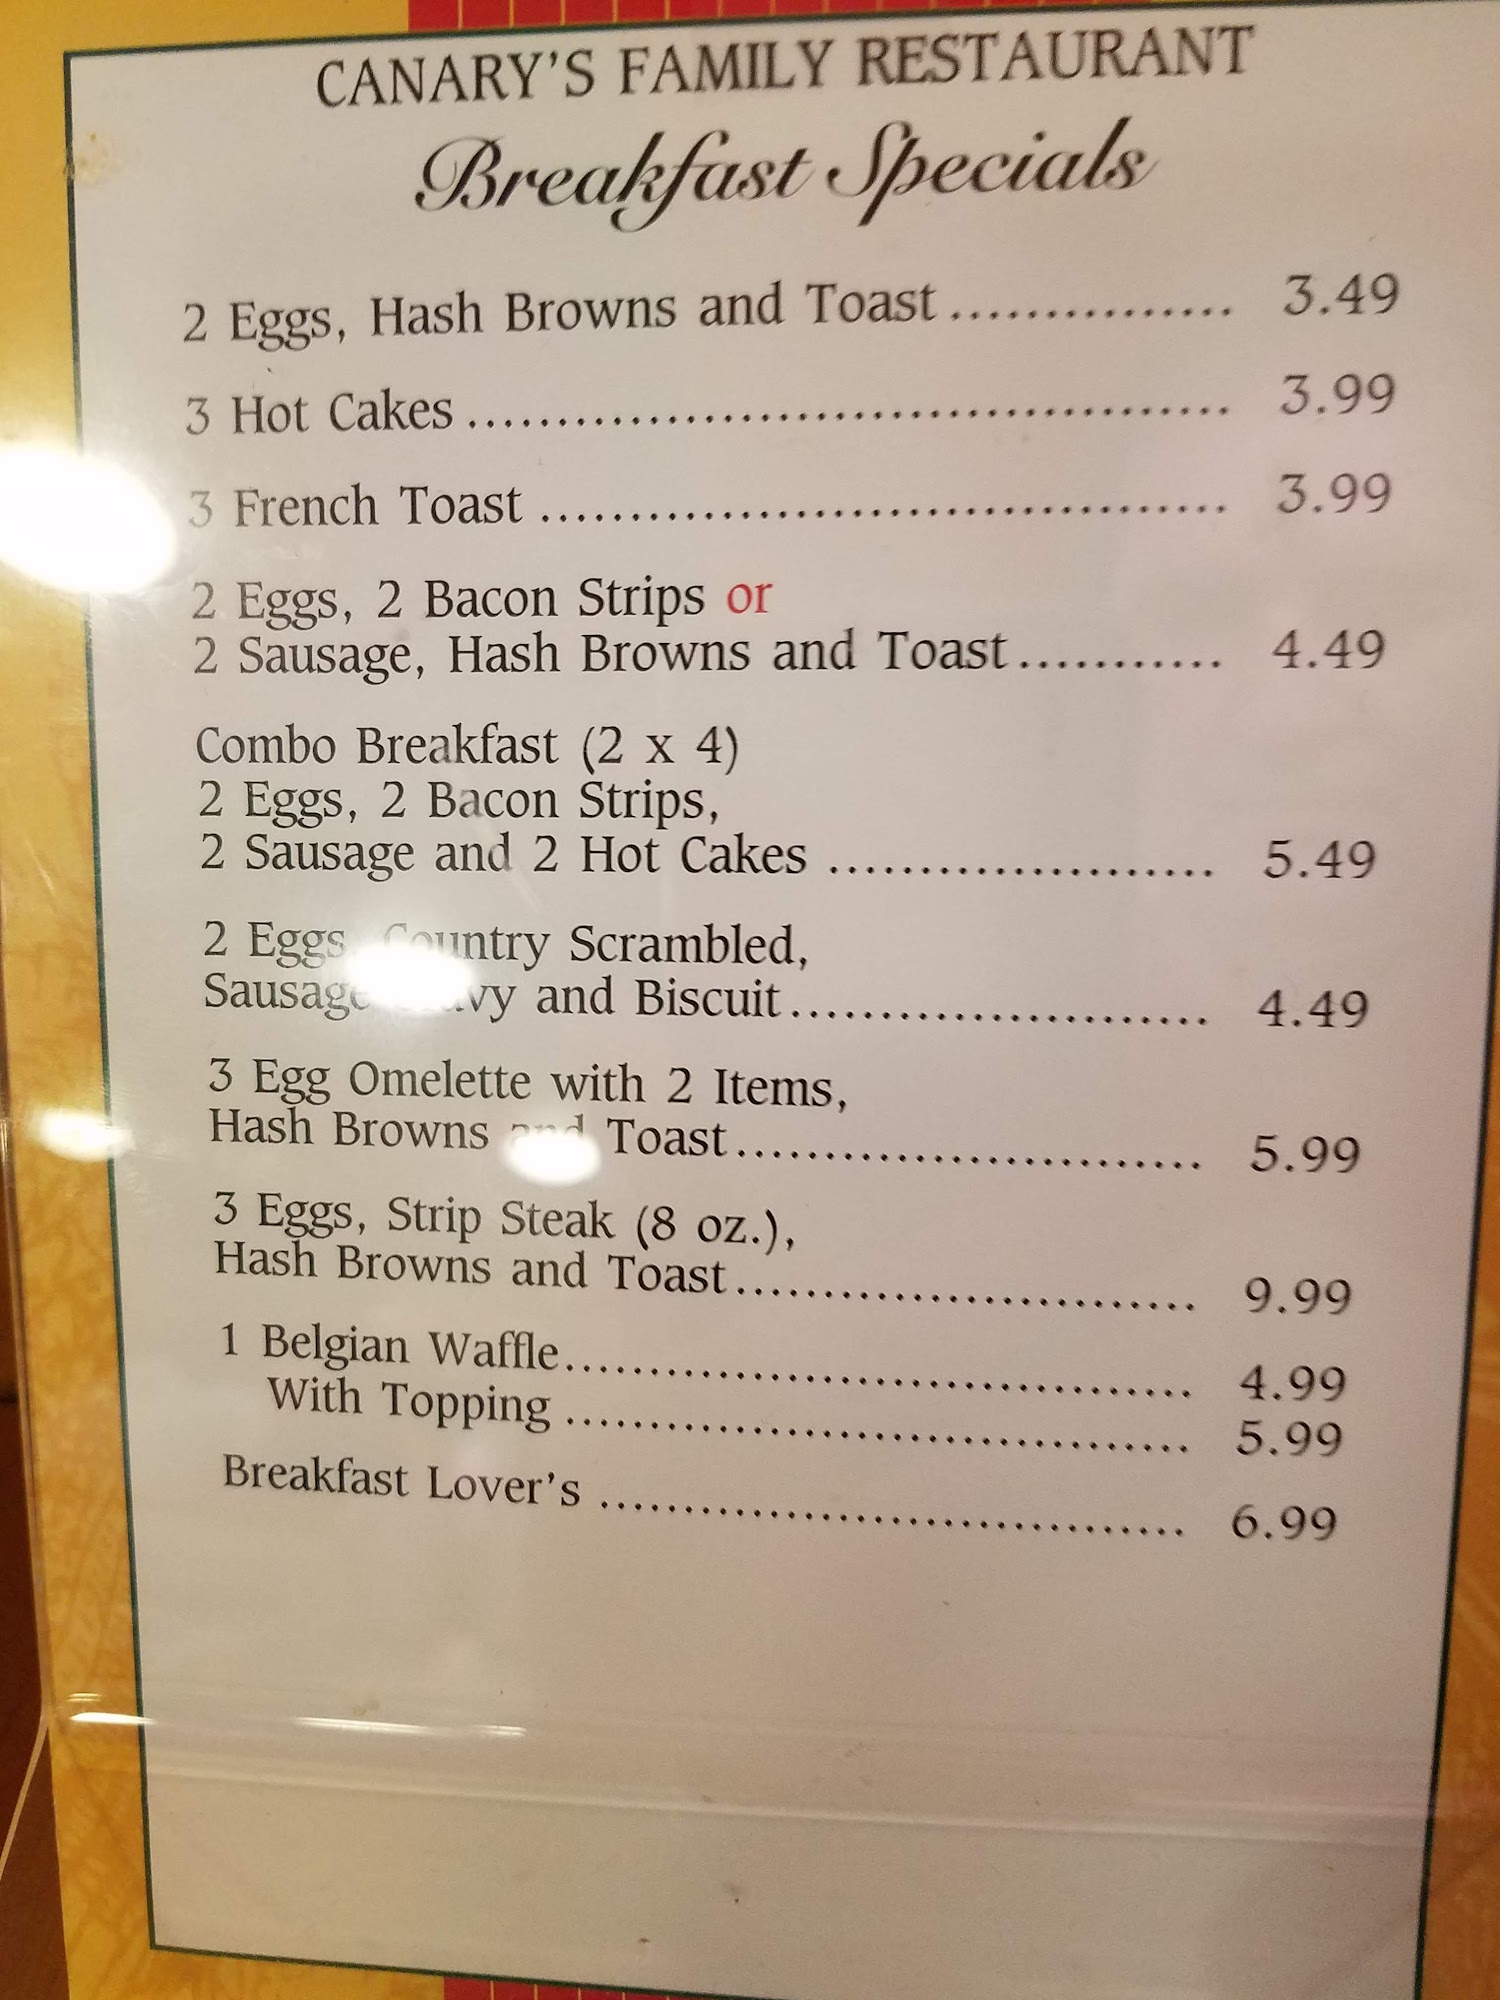 CANARY'S FAMILY RESTAURANT
Breakfast Specials
2 Eggs, Hash Browns and Toast ............... 3.49
3 Hot Cakes .......................................... 3.99
3 French Toast ...................................... 3.99
2 Eggs, 2 Bacon Strips or
2 Sausage, Hash Browns and Toast ........... 4.49
Combo Breakfast (2 x 4)
2 Eggs, 2 Bacon Strips,
2 Sausage and 2 Hot Cakes ..................... 5.49
2 Eggs, Country Scrambled,
Sausage and Biscuit ....................... 4.49
3 Egg Omelette with 2 Items,
Hash Browns and Toast .......................... 5.99
3 Eggs, Strip Steak (8 oz.),
Hash Browns and Toast .......................... 9.99
1 Belgian Waffle ................................... 4.99
With Topping ................................... 5.99
Breakfast Lover's ................................. 6.99